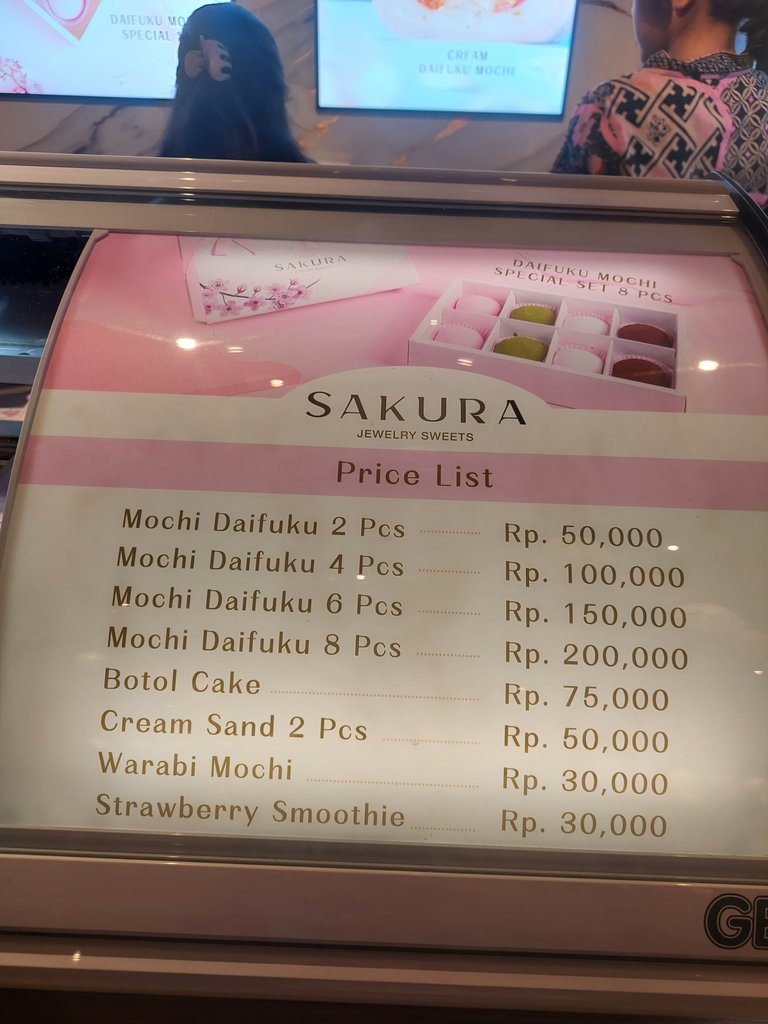 DAIFUKU MO
SPECIAL
CREAM
DAIFUKU MOCHI
SAKURA
DAIFUKU MOCHI
SPECIAL SET 8 PCS
SAKURA
JEWELRY SWEETS
Price List
Mochi Daifuku 2 Pcs Rp. 50,000
Mochi Daifuku 4 Pcs Rp. 100,000
Mochi Daifuku 6 Pcs Rp. 150,000
Mochi Daifuku 8 Pcs Rp. 200,000
Botol Cake Rp. 75,000
Cream Sand 2 Pcs Rp. 50,000
Warabi Mochi Rp. 30,000
Strawberry Smoothie Rp. 30,000
GE